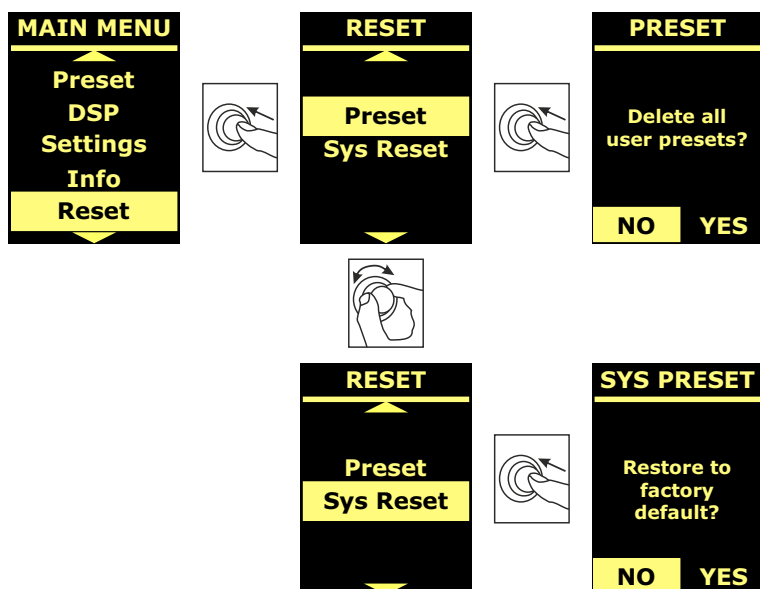 MAIN MENU
Preset
DSP
Settings
Info
Reset
RESET
Preset
Sys Reset
PRESET
Delete all
user presets?
NO YES
RESET
Preset
Sys Reset
SYS PRESET
Restore to
factory
default?
NO YES